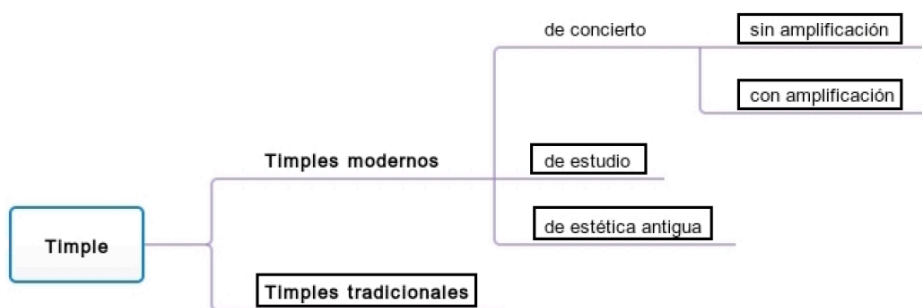 de concierto
sin amplificación
con amplificación
Timples modernos
de estudio
de estética antigua
Timple
Timples tradicionales